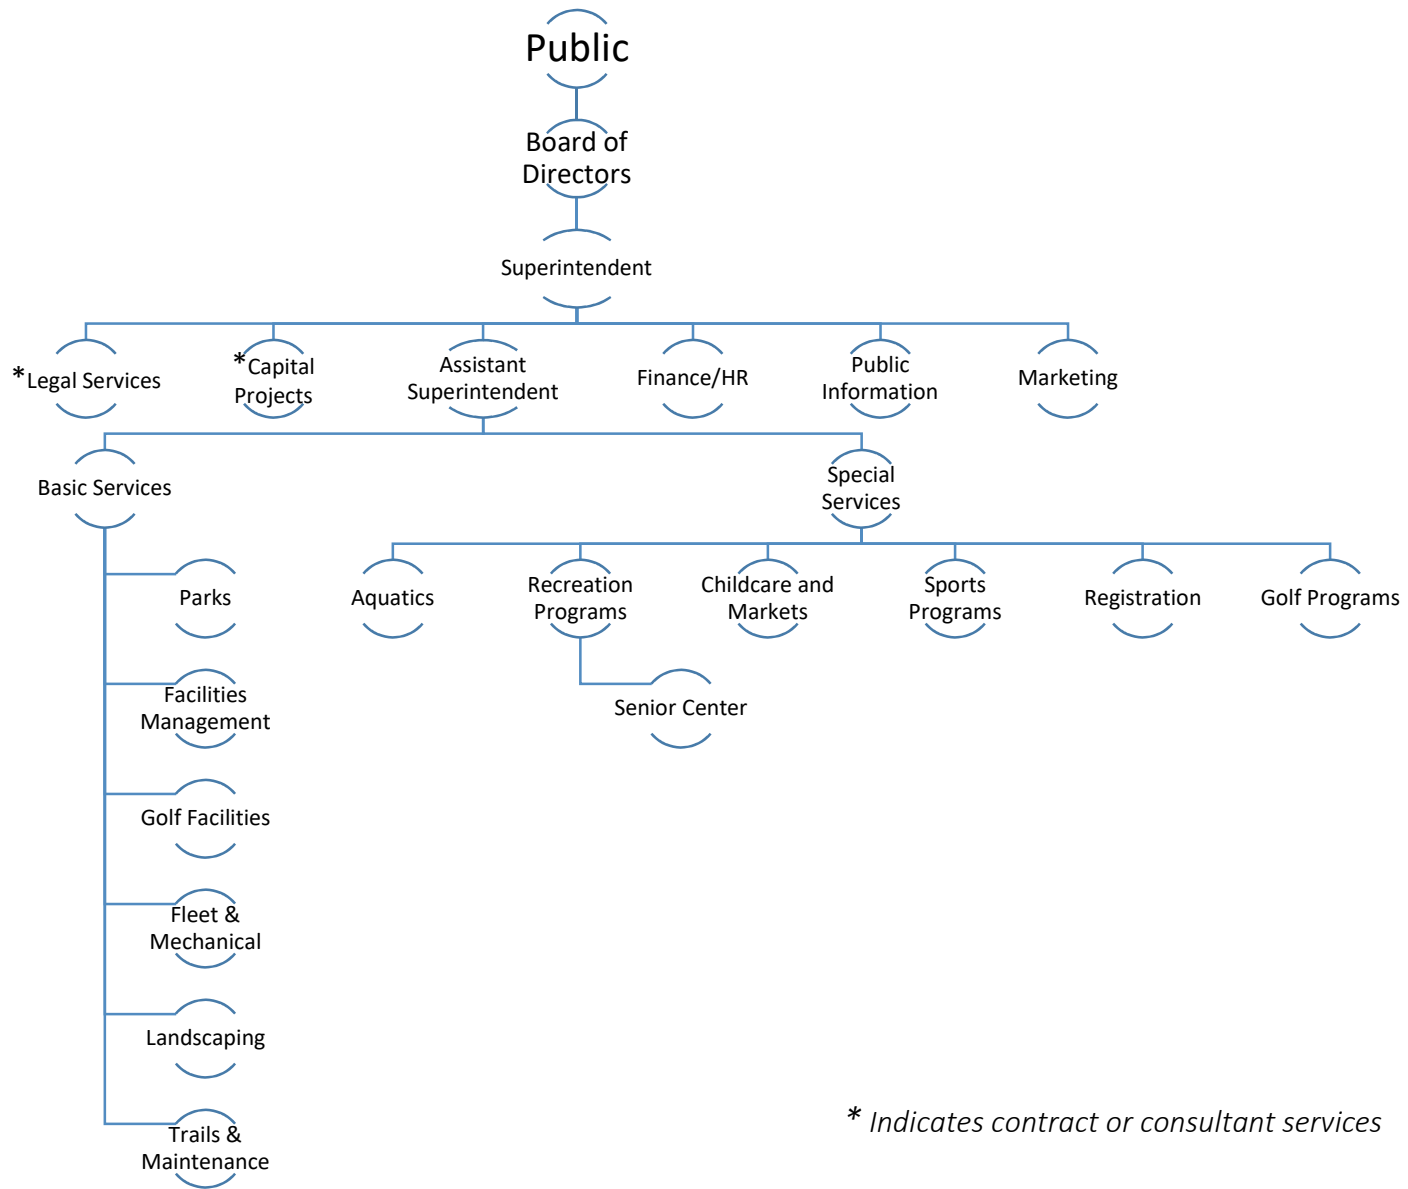 Public
Board of
Directors
Superintendent
*Legal Services
*Capital
Projects
Assistant
Superintendent
Finance/HR
Public
Information
Marketing
Basic Services
Special
Services
Parks
Aquatics
Recreation
Programs
Childcare and
Markets
Sports
Programs
Registration
Golf Programs
Facilities
Management
Senior Center
Golf Facilities
Fleet &
Mechanical
Landscaping
Trails &
Maintenance
* Indicates contract or consultant services